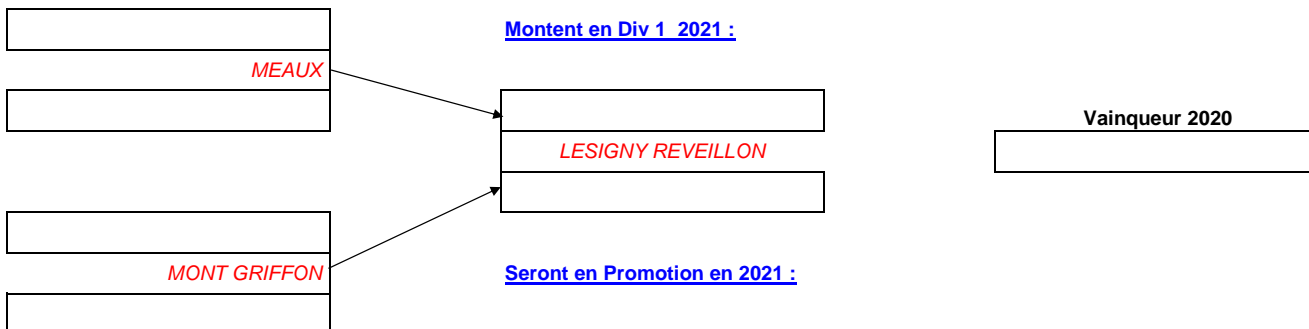 Montent en Div 1 2021 :
MEAUX
Vainqueur 2020
LESIGNY REVEILLON
MONT GRIFFON
Seront en Promotion en 2021 :